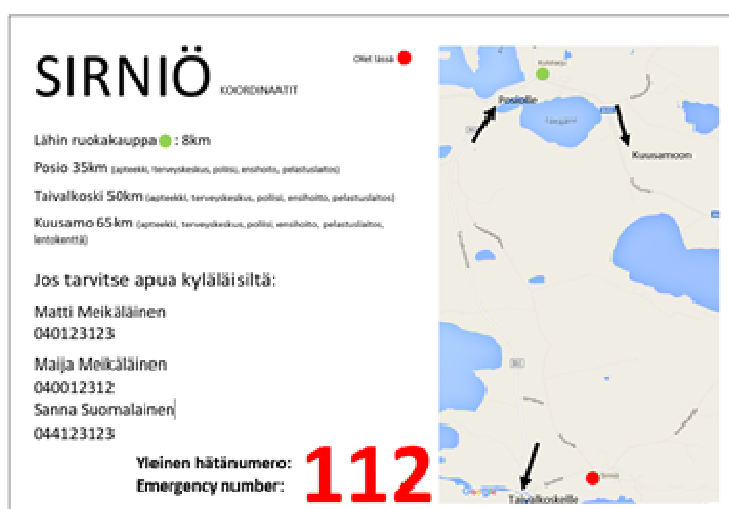 SIRNIÖ KOORDINAATIT
Olet tässä
Lähin ruokakauppa : 8km
Posio 35km (apteekki, terveyskeskus, poliisi, ensihoito, pelastuslaitos)
Taivalkoski 50km (apteekki, terveyskeskus, poliisi, ensihoito, pelastuslaitos)
Kuusamo 65km (apteekki, terveyskeskus, poliisi, ensihoito, pelastuslaitos,
lentokenttä)
Jos tarvitse apua kyläläisiltä:
Matti Meikäläinen
040123123
Maija Meikäläinen
040012312
Sanna Suomalainen
044123123
Yleinen hätänumero:
Emergency number:
112
Posiolle
Kuusamoon
Sirniö
Taivalkoskelle